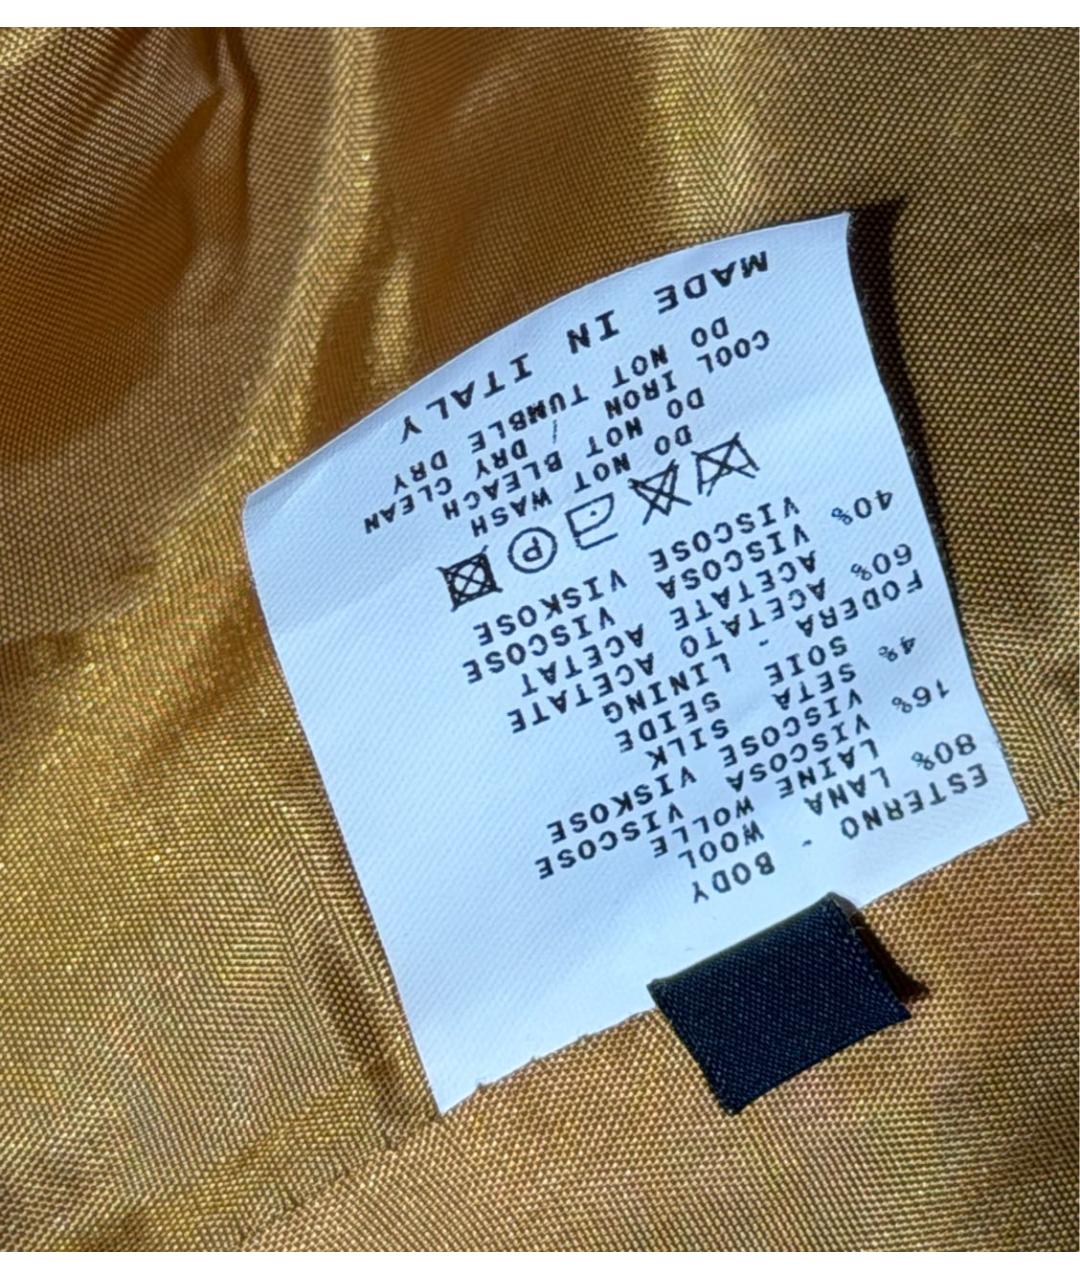 ESTERNO - BODY
80% LANA WOOL
LAINE WOLLE
16% VISCOSA VISCOSE
VISCOSE VISKOSE
4% SETA SILK
SOIE SEIDE
FODERA - LINING
60% ACETATO ACETATE
ACETATE ACETAT
40% VISCOSA VISCOSE
VISCOSE VISKOSE
P
DO NOT WASH
DO NOT BLEACH
COOL IRON / DRY CLEAN
DO NOT TUMBLE DRY
MADE IN ITALY